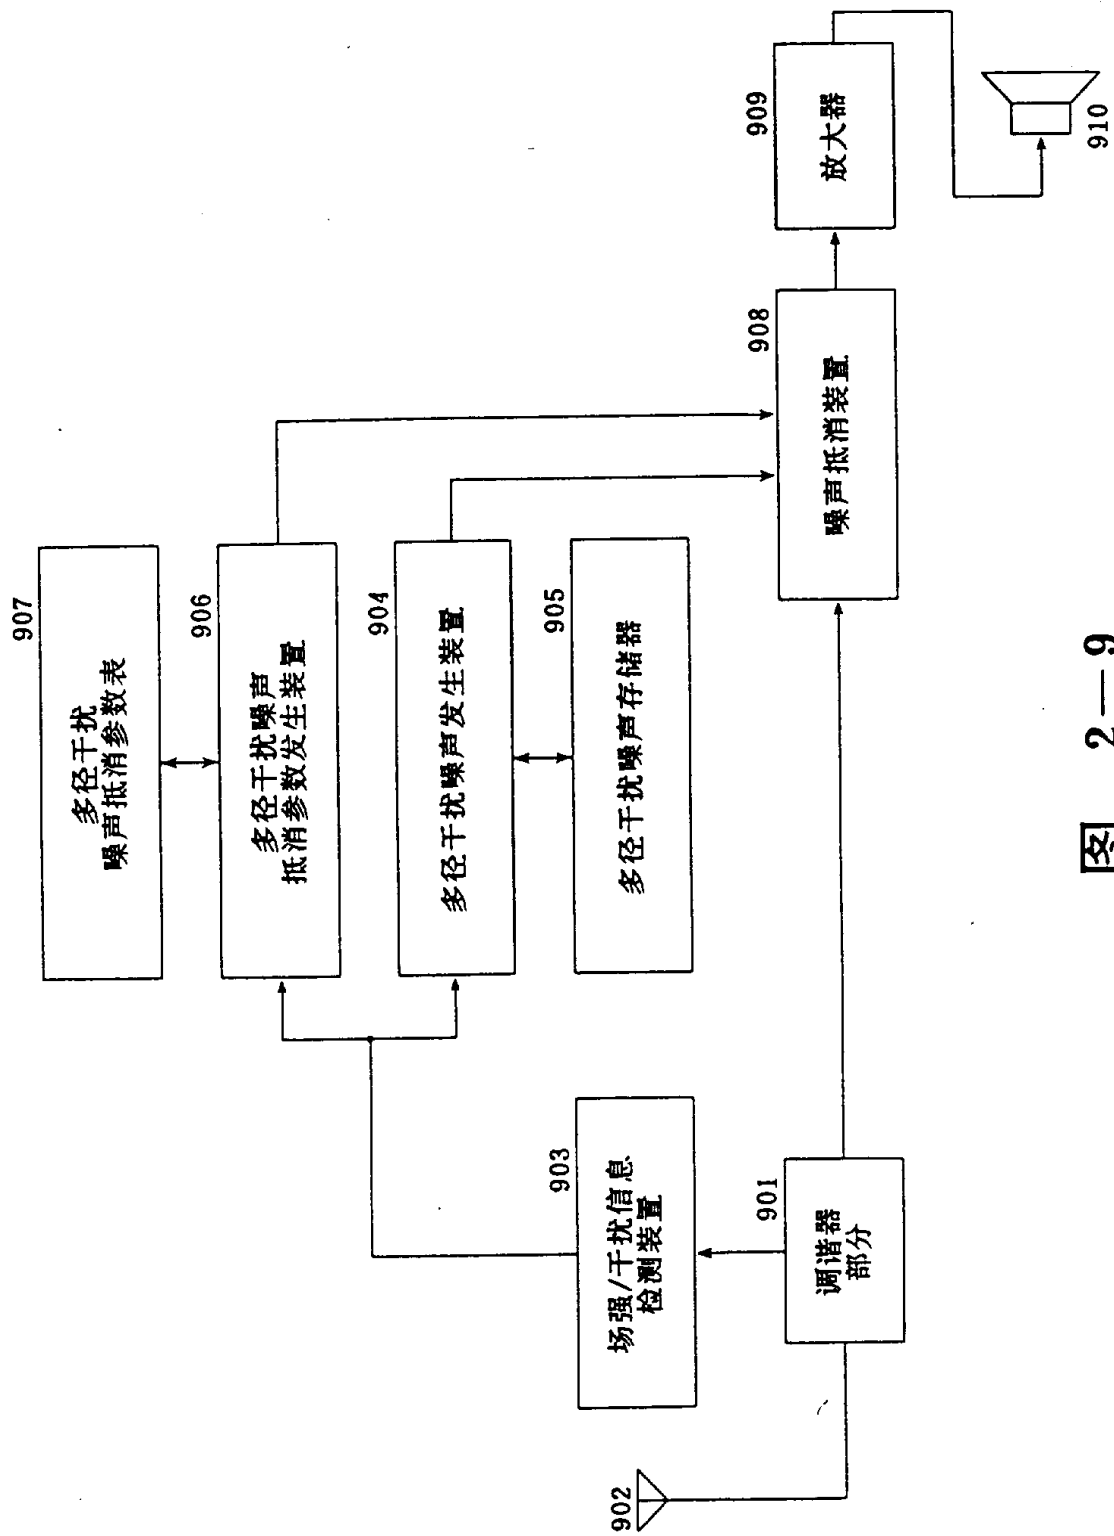 907
多径干扰
噪声抵消参数表
906
多径干扰噪声
抵消参数发生装置
904
多径干扰噪声发生装置
905
多径干扰噪声存储器
903
场强/干扰信息
检测装置
901
调谐器
部分
902
908
噪声抵消装置
909
放大器
910
图 2—9